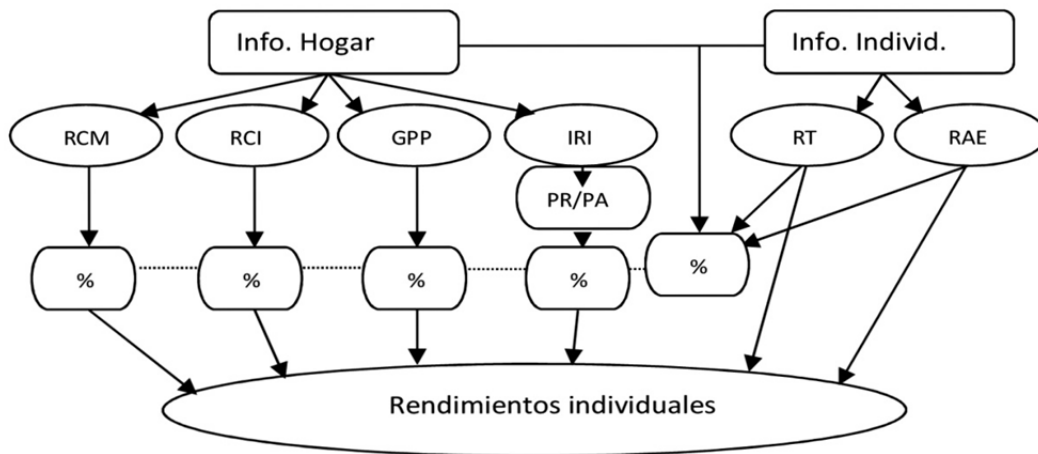 Info. Hogar
Info. Individ.
RCM
RCI
GPP
IRI
RT
RAE
PR/PA
%
%
%
%
%
Rendimientos individuales